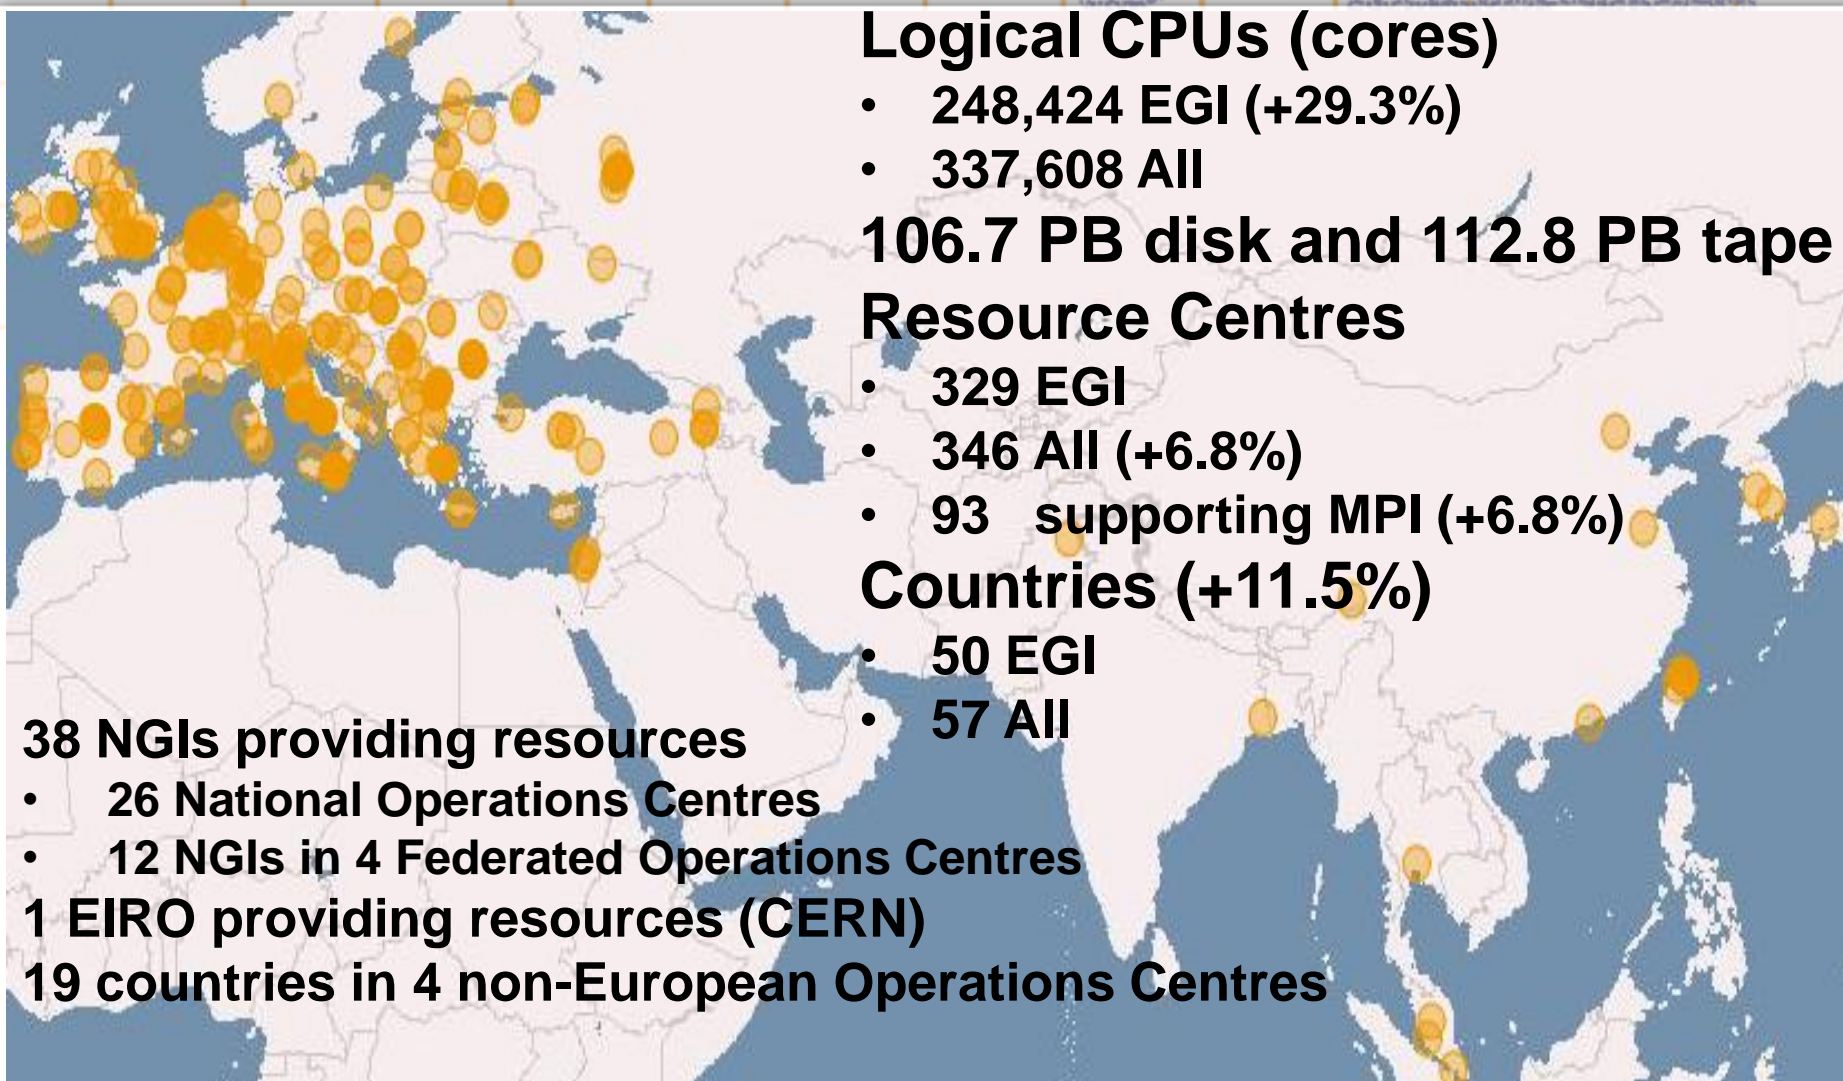 Logical CPUs (cores)
• 248,424 EGI (+29.3%)
• 337,608 All
106.7 PB disk and 112.8 PB tape
Resource Centres
• 329 EGI
• 346 All (+6.8%)
• 93 supporting MPI (+6.8%)
Countries (+11.5%)
• 50 EGI
• 57 All
38 NGIs providing resources
• 26 National Operations Centres
• 12 NGIs in 4 Federated Operations Centres
1 EIRO providing resources (CERN)
19 countries in 4 non-European Operations Centres